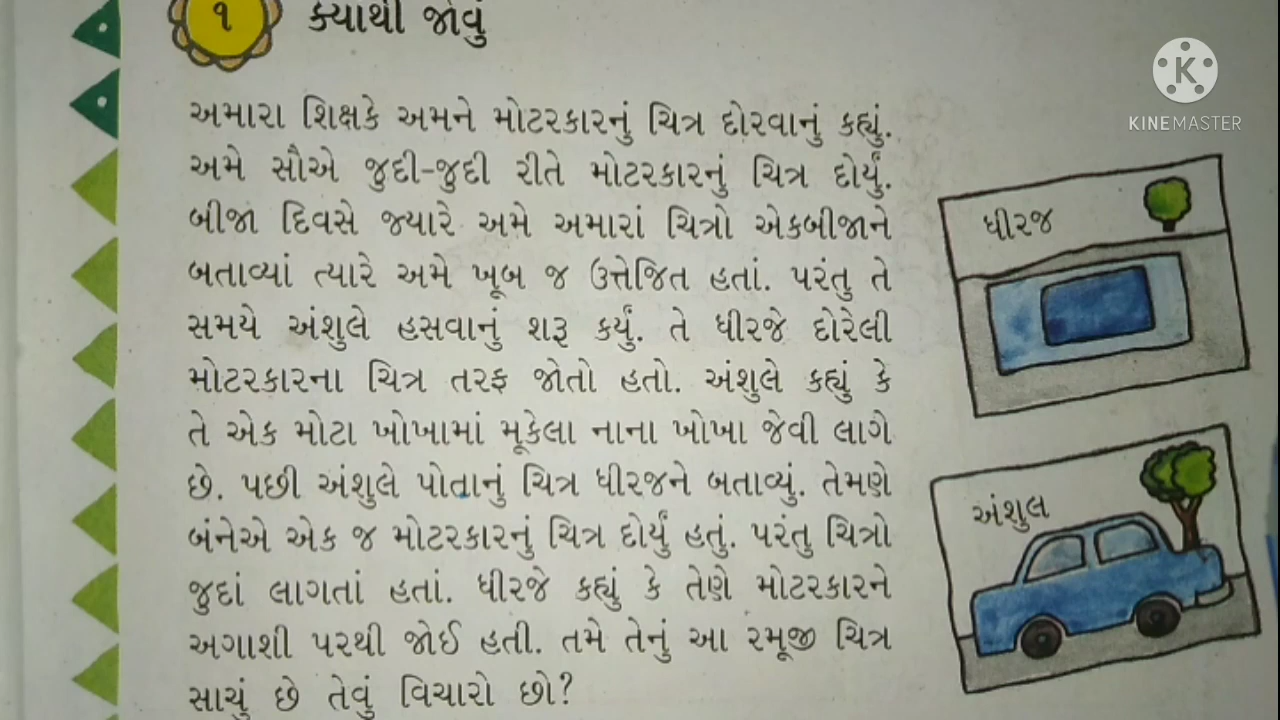 ૧ ક્યાંથી જોવું
K
KINEMASTER
અમારા શિક્ષકે અમને મોટરકારનું ચિત્ર દોરવાનું કહ્યું.
અમે સૌએ જુદી-જુદી રીતે મોટરકારનું ચિત્ર દોર્યું.
બીજા દિવસે જ્યારે અમે અમારાં ચિત્રો એકબીજાને
બતાવ્યાં ત્યારે અમે ખૂબ જ ઉત્તેજિત હતાં. પરંતુ તે
સમયે અંશુલે હસવાનું શરૂ કર્યું. તે ધીરજે દોરેલી
મોટરકારના ચિત્ર તરફ જોતો હતો. અંશુલે કહ્યું કે
તે એક મોટા ખોખામાં મૂકેલા નાના ખોખા જેવી લાગે
છે. પછી અંશુલે પોતાનું ચિત્ર ધીરજને બતાવ્યું. તેમણે
બંનેએ એક જ મોટરકારનું ચિત્ર દોર્યું હતું. પરંતુ ચિત્રો
જુદાં લાગતાં હતાં. ધીરજે કહ્યું કે તેણે મોટરકારને
અગાશી પરથી જોઈ હતી. તમે તેનું આ રમૂજી ચિત્ર
સાચું છે તેવું વિચારો છો?
ધીરજ
અંશુલ